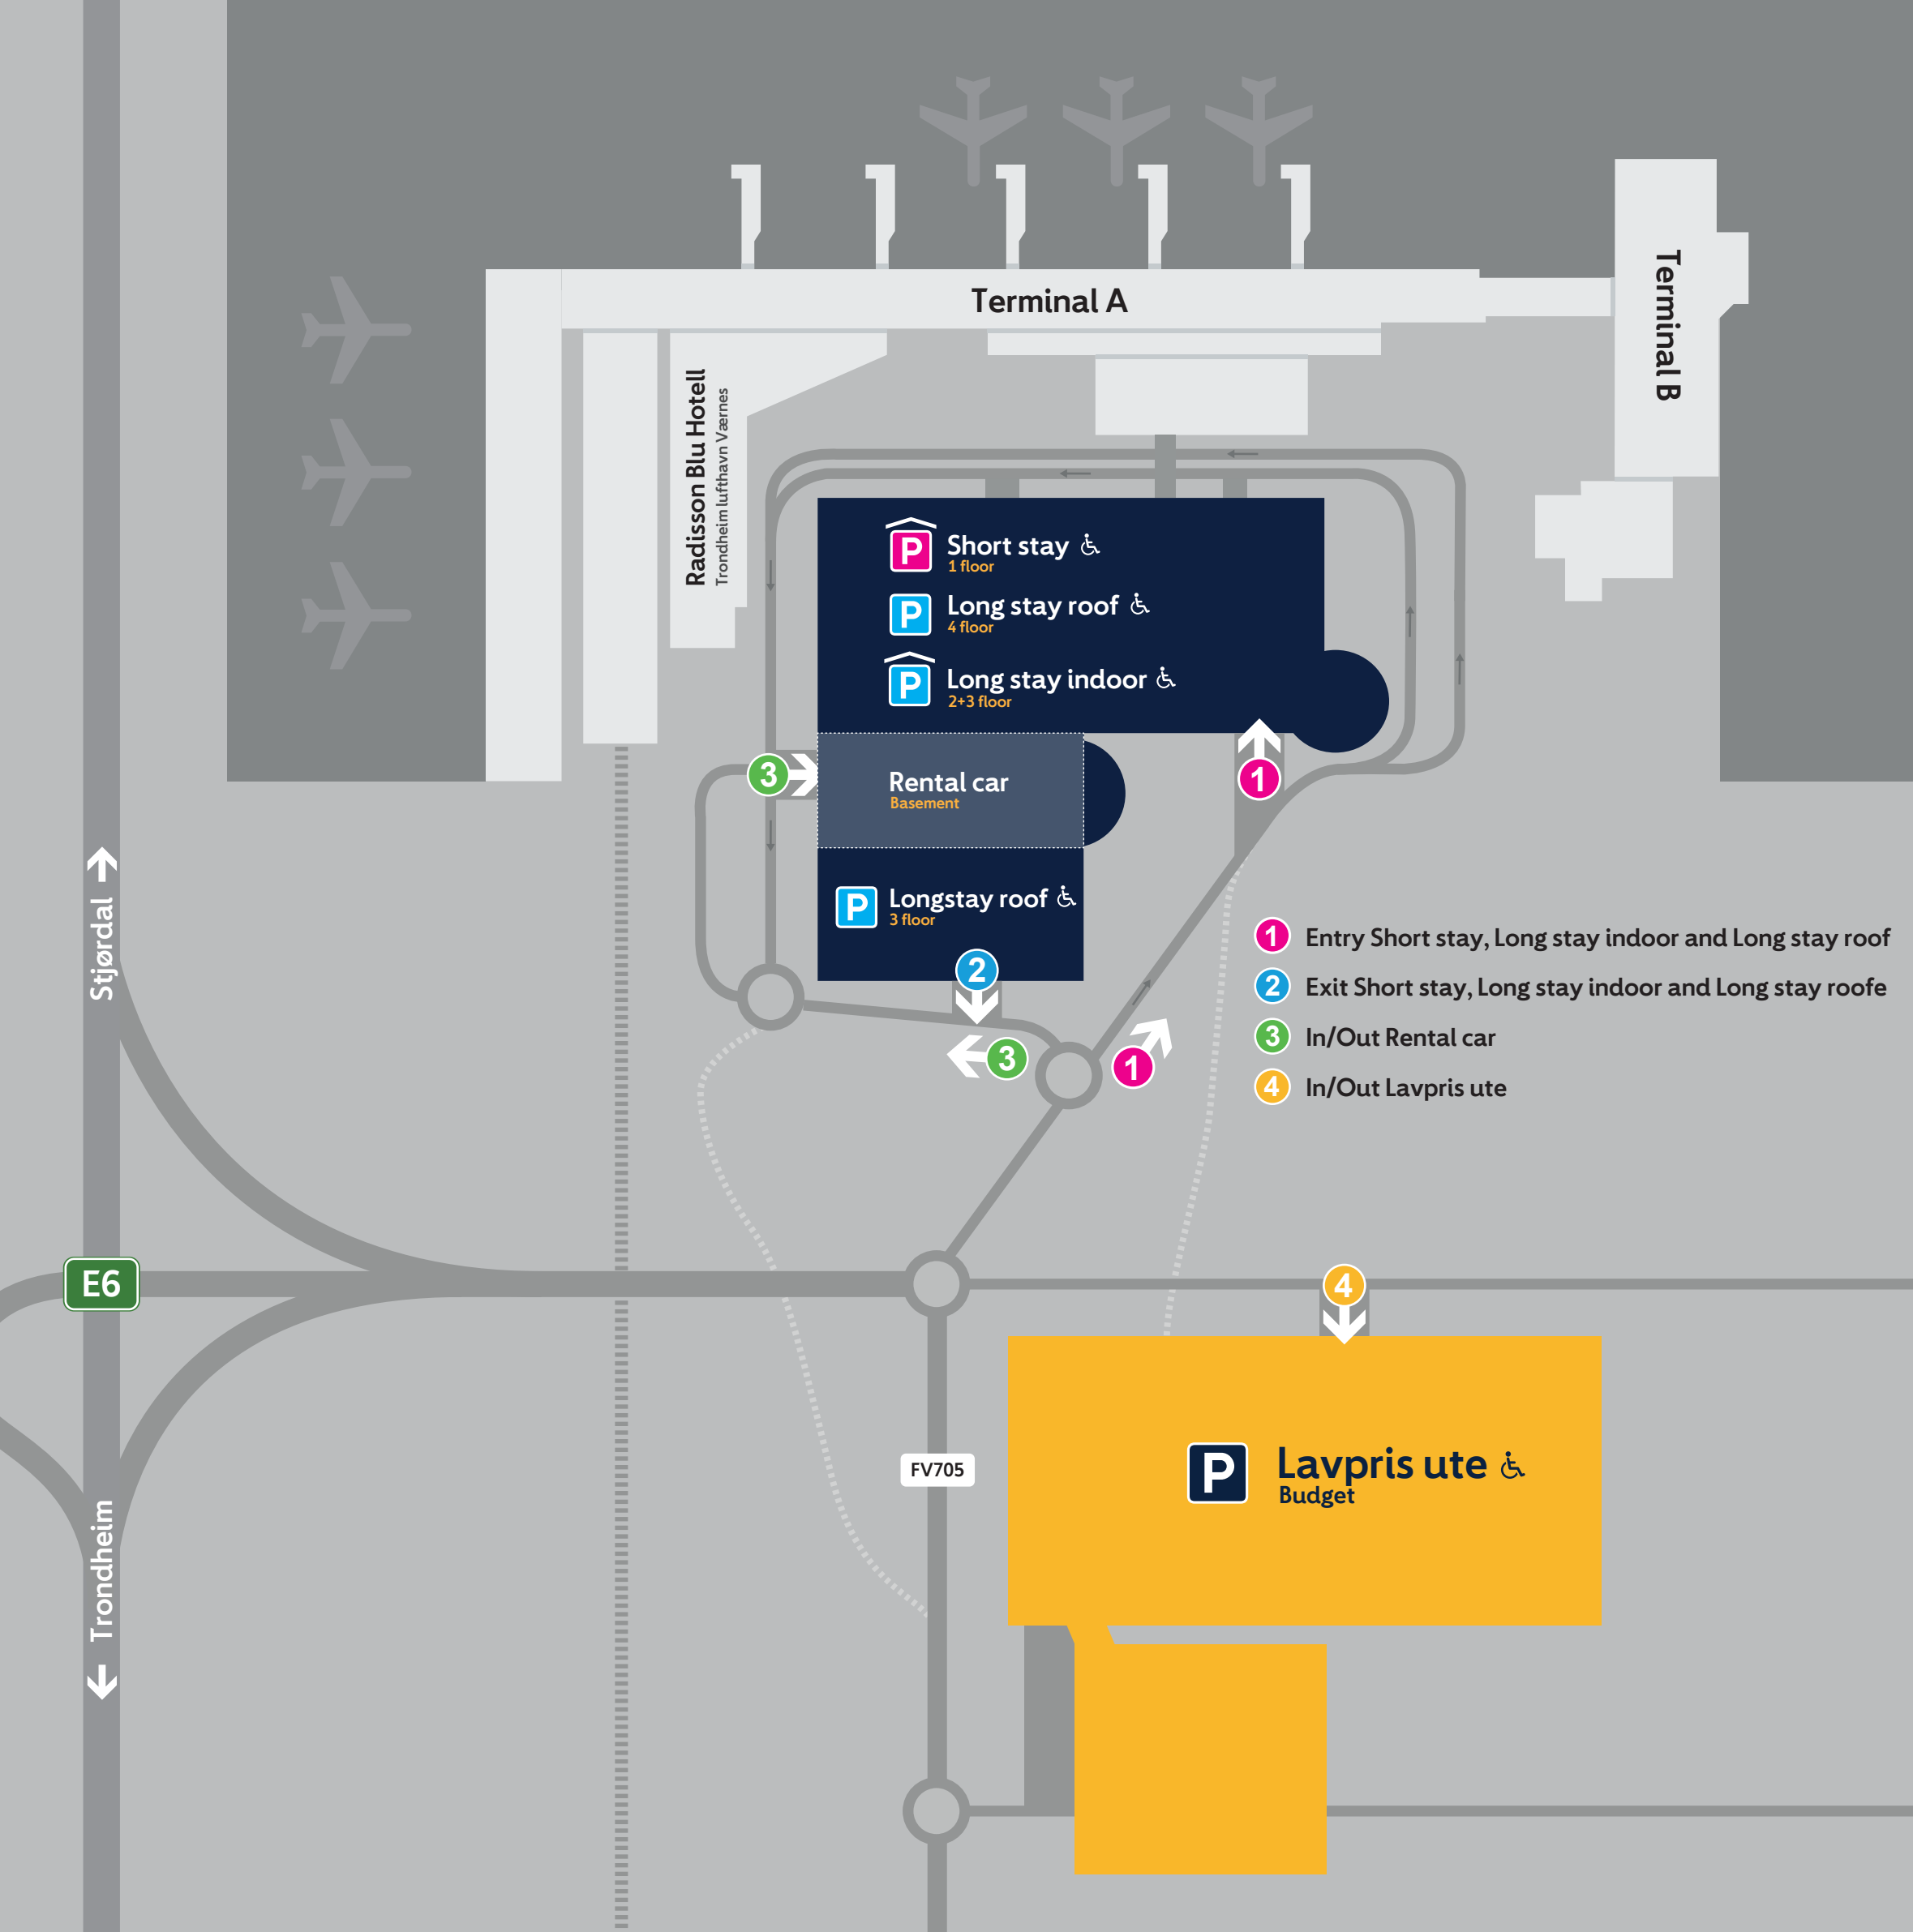 Terminal A
Terminal B
Radisson Blu Hotell
Trondheim lufthavn Værnes
P Short stay
1 floor
P Long stay roof
4 floor
P Long stay indoor
2+3 floor
3
Rental car
Basement
1
P Longstay roof
3 floor
2
3
1
1 Entry Short stay, Long stay indoor and Long stay roof
2 Exit Short stay, Long stay indoor and Long stay roofe
3 In/Out Rental car
4 In/Out Lavpris ute
Stjørdal
E6
Trondheim
4
FV705
P Lavpris ute
Budget